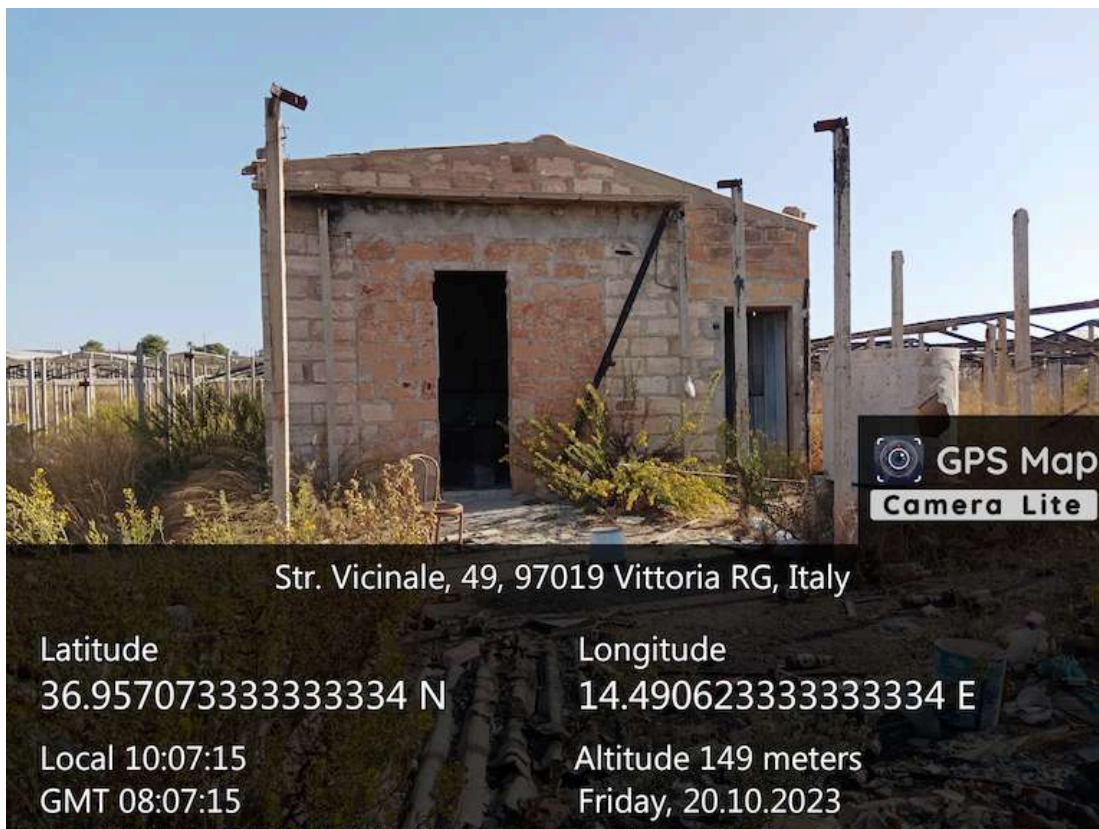 GPS Map
Camera Lite
Str. Vicinale, 49, 97019 Vittoria RG, Italy
Latitude
36.957073333333334 N
Longitude
14.490623333333334 E
Local 10:07:15
GMT 08:07:15
Altitude 149 meters
Friday, 20.10.2023